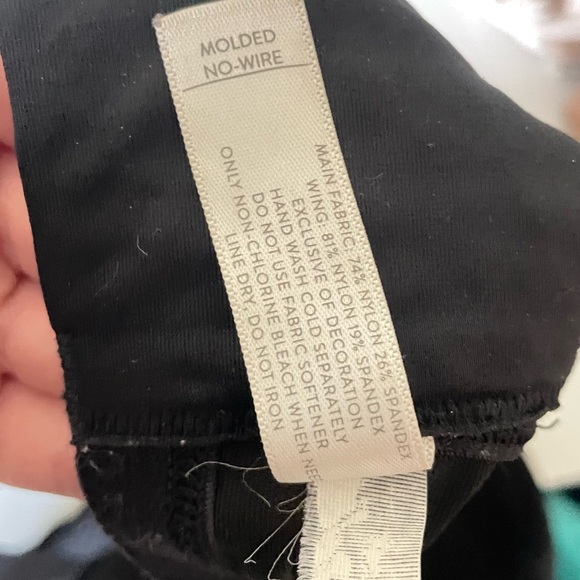 MOLDED
NO-WIRE
MAIN FABRIC: 74% NYLON 26% SPANDEX
WING: 81% NYLON 19% SPANDEX
EXCLUSIVE OF DECORATION
HAND WASH COLD SEPARATELY
DO NOT USE FABRIC SOFTENER
ONLY NON-CHLORINE BLEACH WHEN NEE
LINE DRY. DO NOT IRON